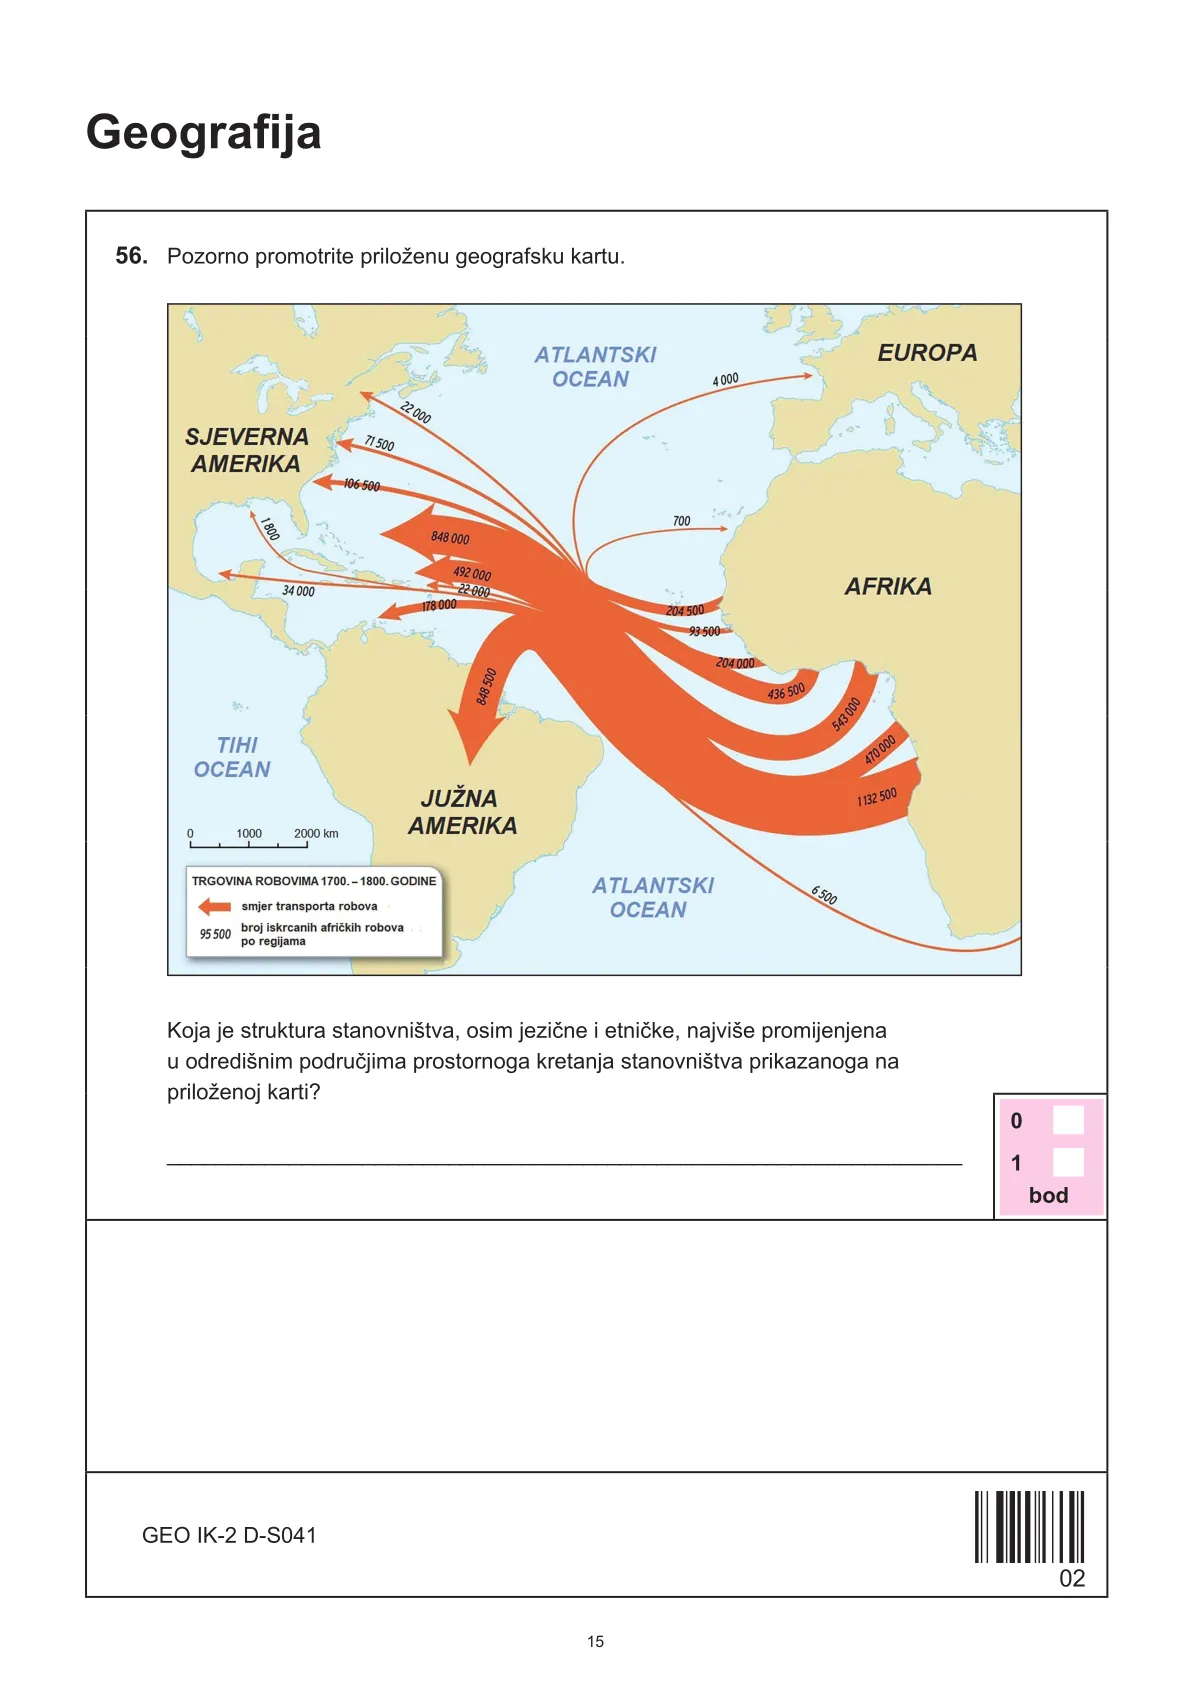 Geografija
56. Pozorno promotrite priloženu geografsku kartu.
ATLANTSKI
OCEAN
EUROPA
4 000
22 000
SJEVERNA
AMERIKA
71 500
106 500
1 800
848 000
700
492 000
AFRIKA
34 000
22 000
178 000
204 500
93 500
204 000
848 500
436 500
543 000
470 000
TIHI
OCEAN
JUŽNA
AMERIKA
1 132 500
0 1000 2000 km
TRGOVINA ROBOVIMA 1700. – 1800. GODINE
smjer transporta robova
95 500 broj iskrcanih afričkih robova
po regijama
ATLANTSKI
OCEAN
6 500
Koja je struktura stanovništva, osim jezične i etničke, najviše promijenjena
u odredišnim područjima prostornoga kretanja stanovništva prikazanoga na
priloženoj karti?
0
1
bod
GEO IK-2 D-S041
02
15